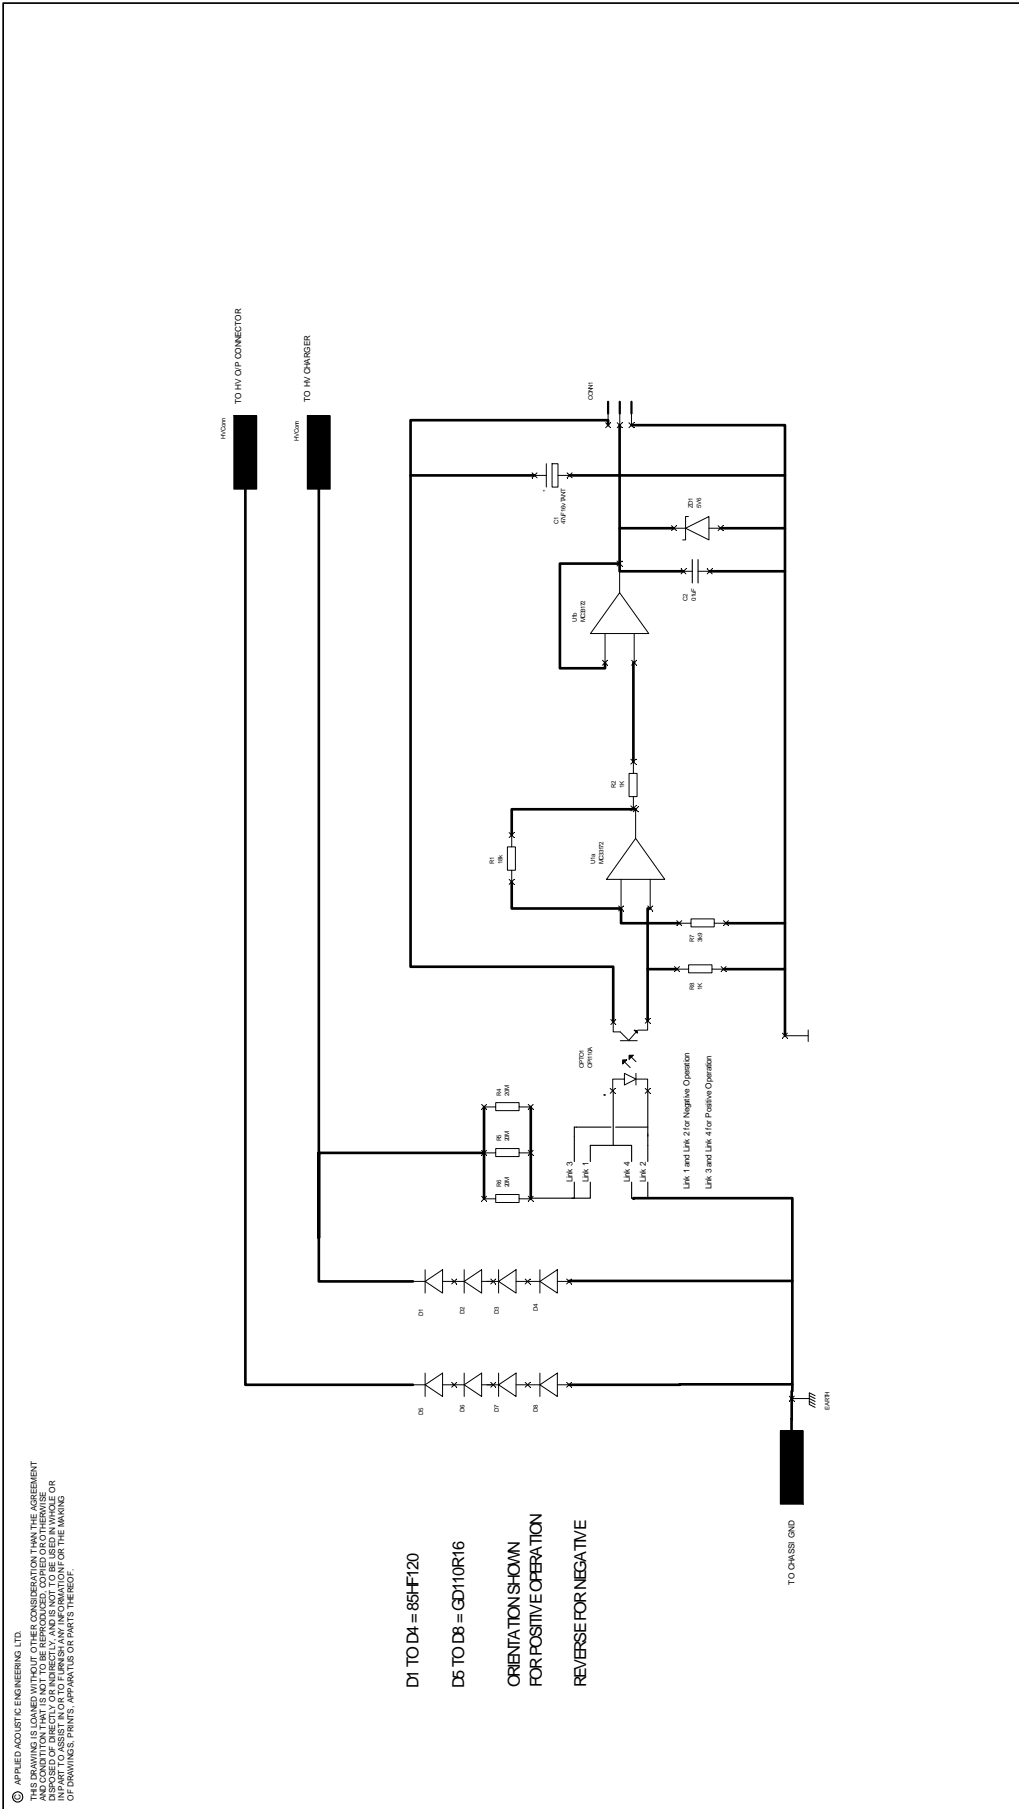 © APPLIED ACOUSTIC ENGINEERING LTD.
THIS DRAWING IS LOANED WITHOUT OTHER CONSIDERATION THAN THE AGREEMENT
AND CONDITION THAT IS NOT TO BE REPRODUCED, COPIED OR OTHERWISE
DISPOSED OF DIRECTLY OR INDIRECTLY, AND IS NOT TO BE USED IN WHOLE OR
IN PART TO ASSIST IN OR TO FURNISH ANY INFORMATION FOR THE MAKING
OF DRAWINGS, PRINTS, APPARATUS OR PARTS THEREOF.
TO HV O/P CONNECTOR
HVConn
TO HV CHARGER
HVConn
D1 TO D4 = 85HF120
D5 TO D8 = GD110R16
ORIENTATION SHOWN
FOR POSITIVE OPERATION
REVERSE FOR NEGATIVE
D5
D6
D7
D8
D1
D2
D3
D4
R6
20M
R5
20M
R4
20M
Link 3
Link 1
Link 4
Link 2
Link 1 and Link 2 for Negative Operation
Link 3 and Link 4 for Positive Operation
OPTO1
OPI110A
R8
1K
R7
3k9
R1
18k
U1a
MC33172
R2
1K
U1b
MC33172
C1
47uF 16v TANT
C2
0.1uF
ZD1
5V6
CONN1
EARTH
TO CHASSI GND